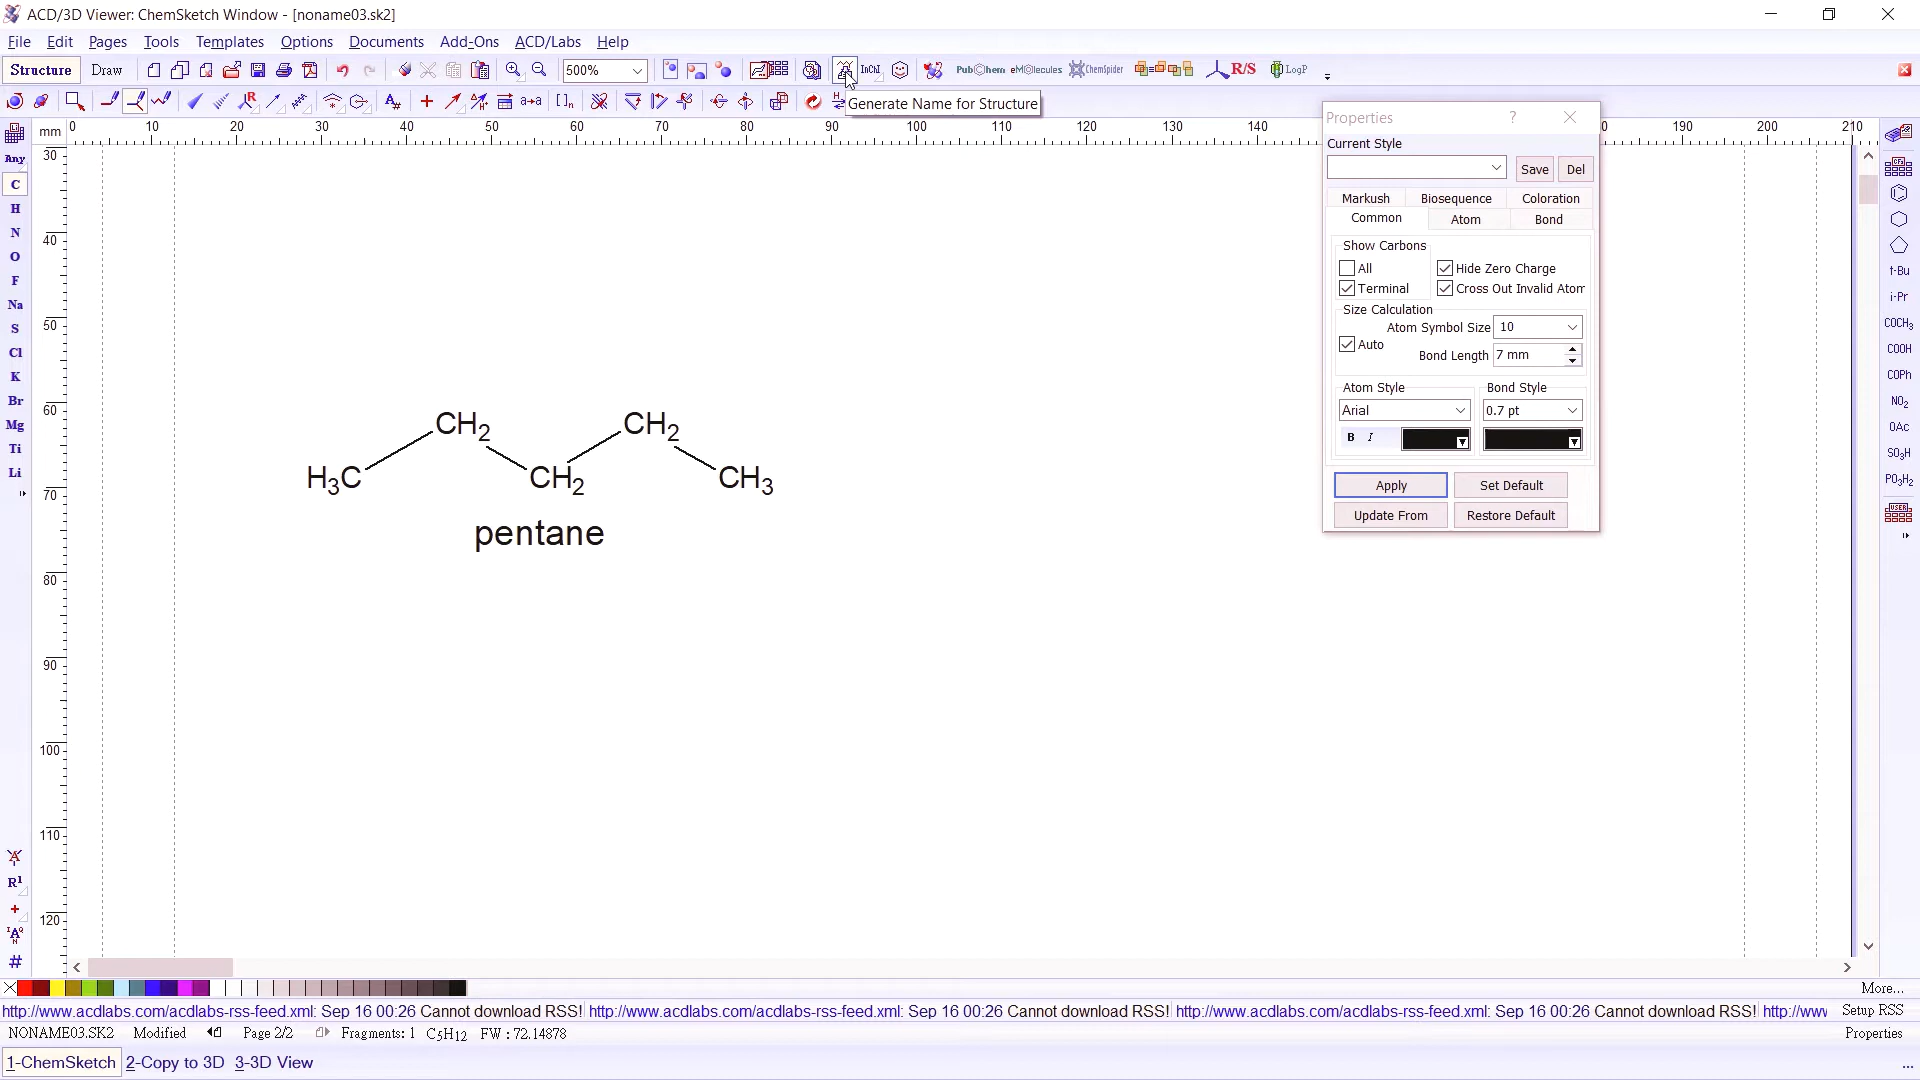 ACD/3D Viewer: ChemSketch Window - [noname03.sk2]
File Edit Pages Tools Templates Options Documents Add-Ons ACD/Labs Help
Structure Draw 500% InChI PubChem eMolecules ChemSpider R/S LogP
Generate Name for Structure
mm 0 10 20 30 40 50 60 70 80 90 100 110 120 130 140 190 200 210
Properties ?
Current Style
Save Del
Markush Biosequence Coloration
Common Atom Bond
Show Carbons
All Hide Zero Charge
Terminal Cross Out Invalid Atom
Size Calculation
Atom Symbol Size 10
Auto
Bond Length 7 mm
Atom Style Bond Style
Arial 0.7 pt
B I
Apply Set Default
Update From Restore Default
Any
C
H
N
O
F
Na
S
Cl
K
Br
Mg
Ti
Li
R¹
#
30
40
50
60
70
80
90
100
110
120
CH₂ CH₂
H₃C CH₂ CH₃
pentane
t-Bu
i-Pr
COCH₃
COOH
COPh
NO₂
OAc
SO₃H
PO₃H₂
USER
More...
http://www.acdlabs.com/acdlabs-rss-feed.xml: Sep 16 00:26 Cannot download RSS! http://www.acdlabs.com/acdlabs-rss-feed.xml: Sep 16 00:26 Cannot download RSS! http://www.acdlabs.com/acdlabs-rss-feed.xml: Sep 16 00:26 Cannot download RSS! http://www Setup RSS
NONAME03.SK2 Modified Page 2/2 Fragments: 1 C₅H₁₂ FW : 72.14878 Properties
1-ChemSketch 2-Copy to 3D 3-3D View ...